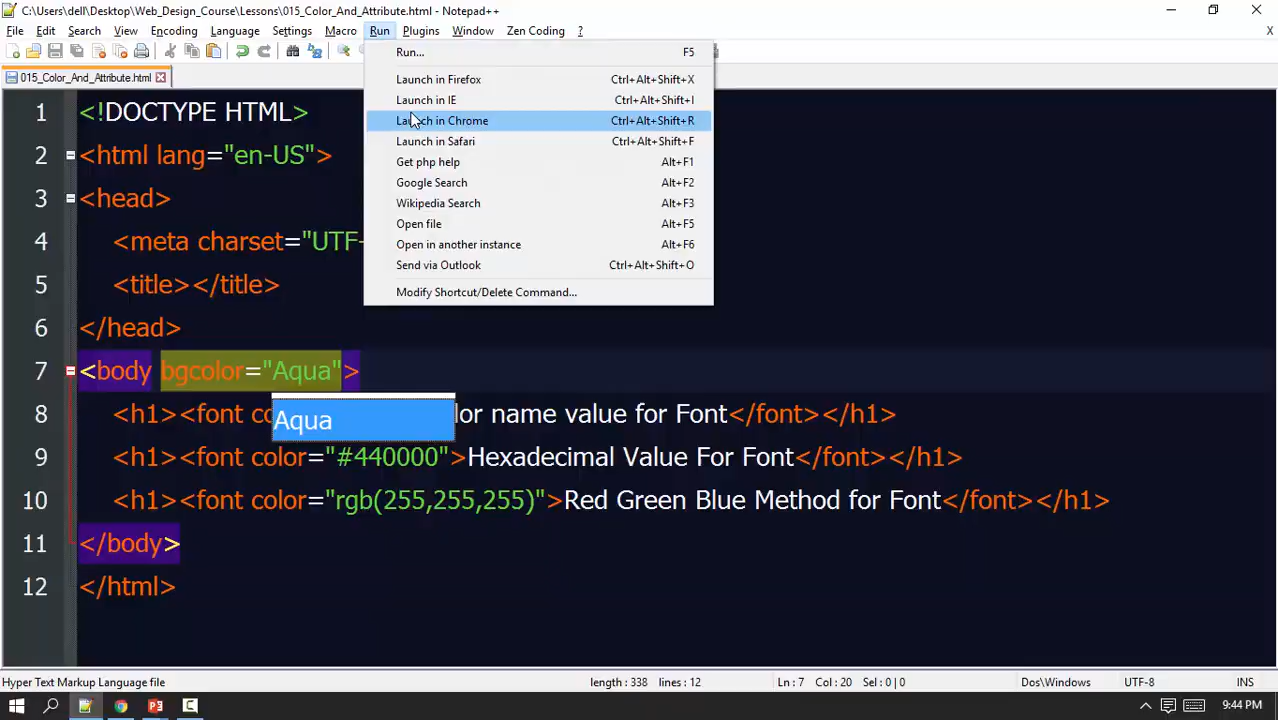 C:\Users\dell\Desktop\Web_Design_Course\Lessons\015_Color_And_Attribute.html - Notepad++
File Edit Search View Encoding Language Settings Macro Run Plugins Window Zen Coding ? X
Run... F5
015_Color_And_Attribute.html
Launch in Firefox Ctrl+Alt+Shift+X
Launch in IE Ctrl+Alt+Shift+I
Launch in Chrome Ctrl+Alt+Shift+R
Launch in Safari Ctrl+Alt+Shift+F
Get php help Alt+F1
Google Search Alt+F2
Wikipedia Search Alt+F3
Open file Alt+F5
Open in another instance Alt+F6
Send via Outlook Ctrl+Alt+Shift+O
Modify Shortcut/Delete Command...
1 <!DOCTYPE HTML>
2 <html lang="en-US">
3 <head>
4 <meta charset="UTF-
5 <title></title>
6 </head>
7 <body bgcolor="Aqua">
8 <h1><font co lor name value for Font</font></h1>
Aqua
9 <h1><font color="#440000">Hexadecimal Value For Font</font></h1>
10 <h1><font color="rgb(255,255,255)">Red Green Blue Method for Font</font></h1>
11 </body>
12 </html>
Hyper Text Markup Language file length : 338 lines : 12 Ln : 7 Col : 20 Sel : 0 | 0 Dos\Windows UTF-8 INS
9:44 PM